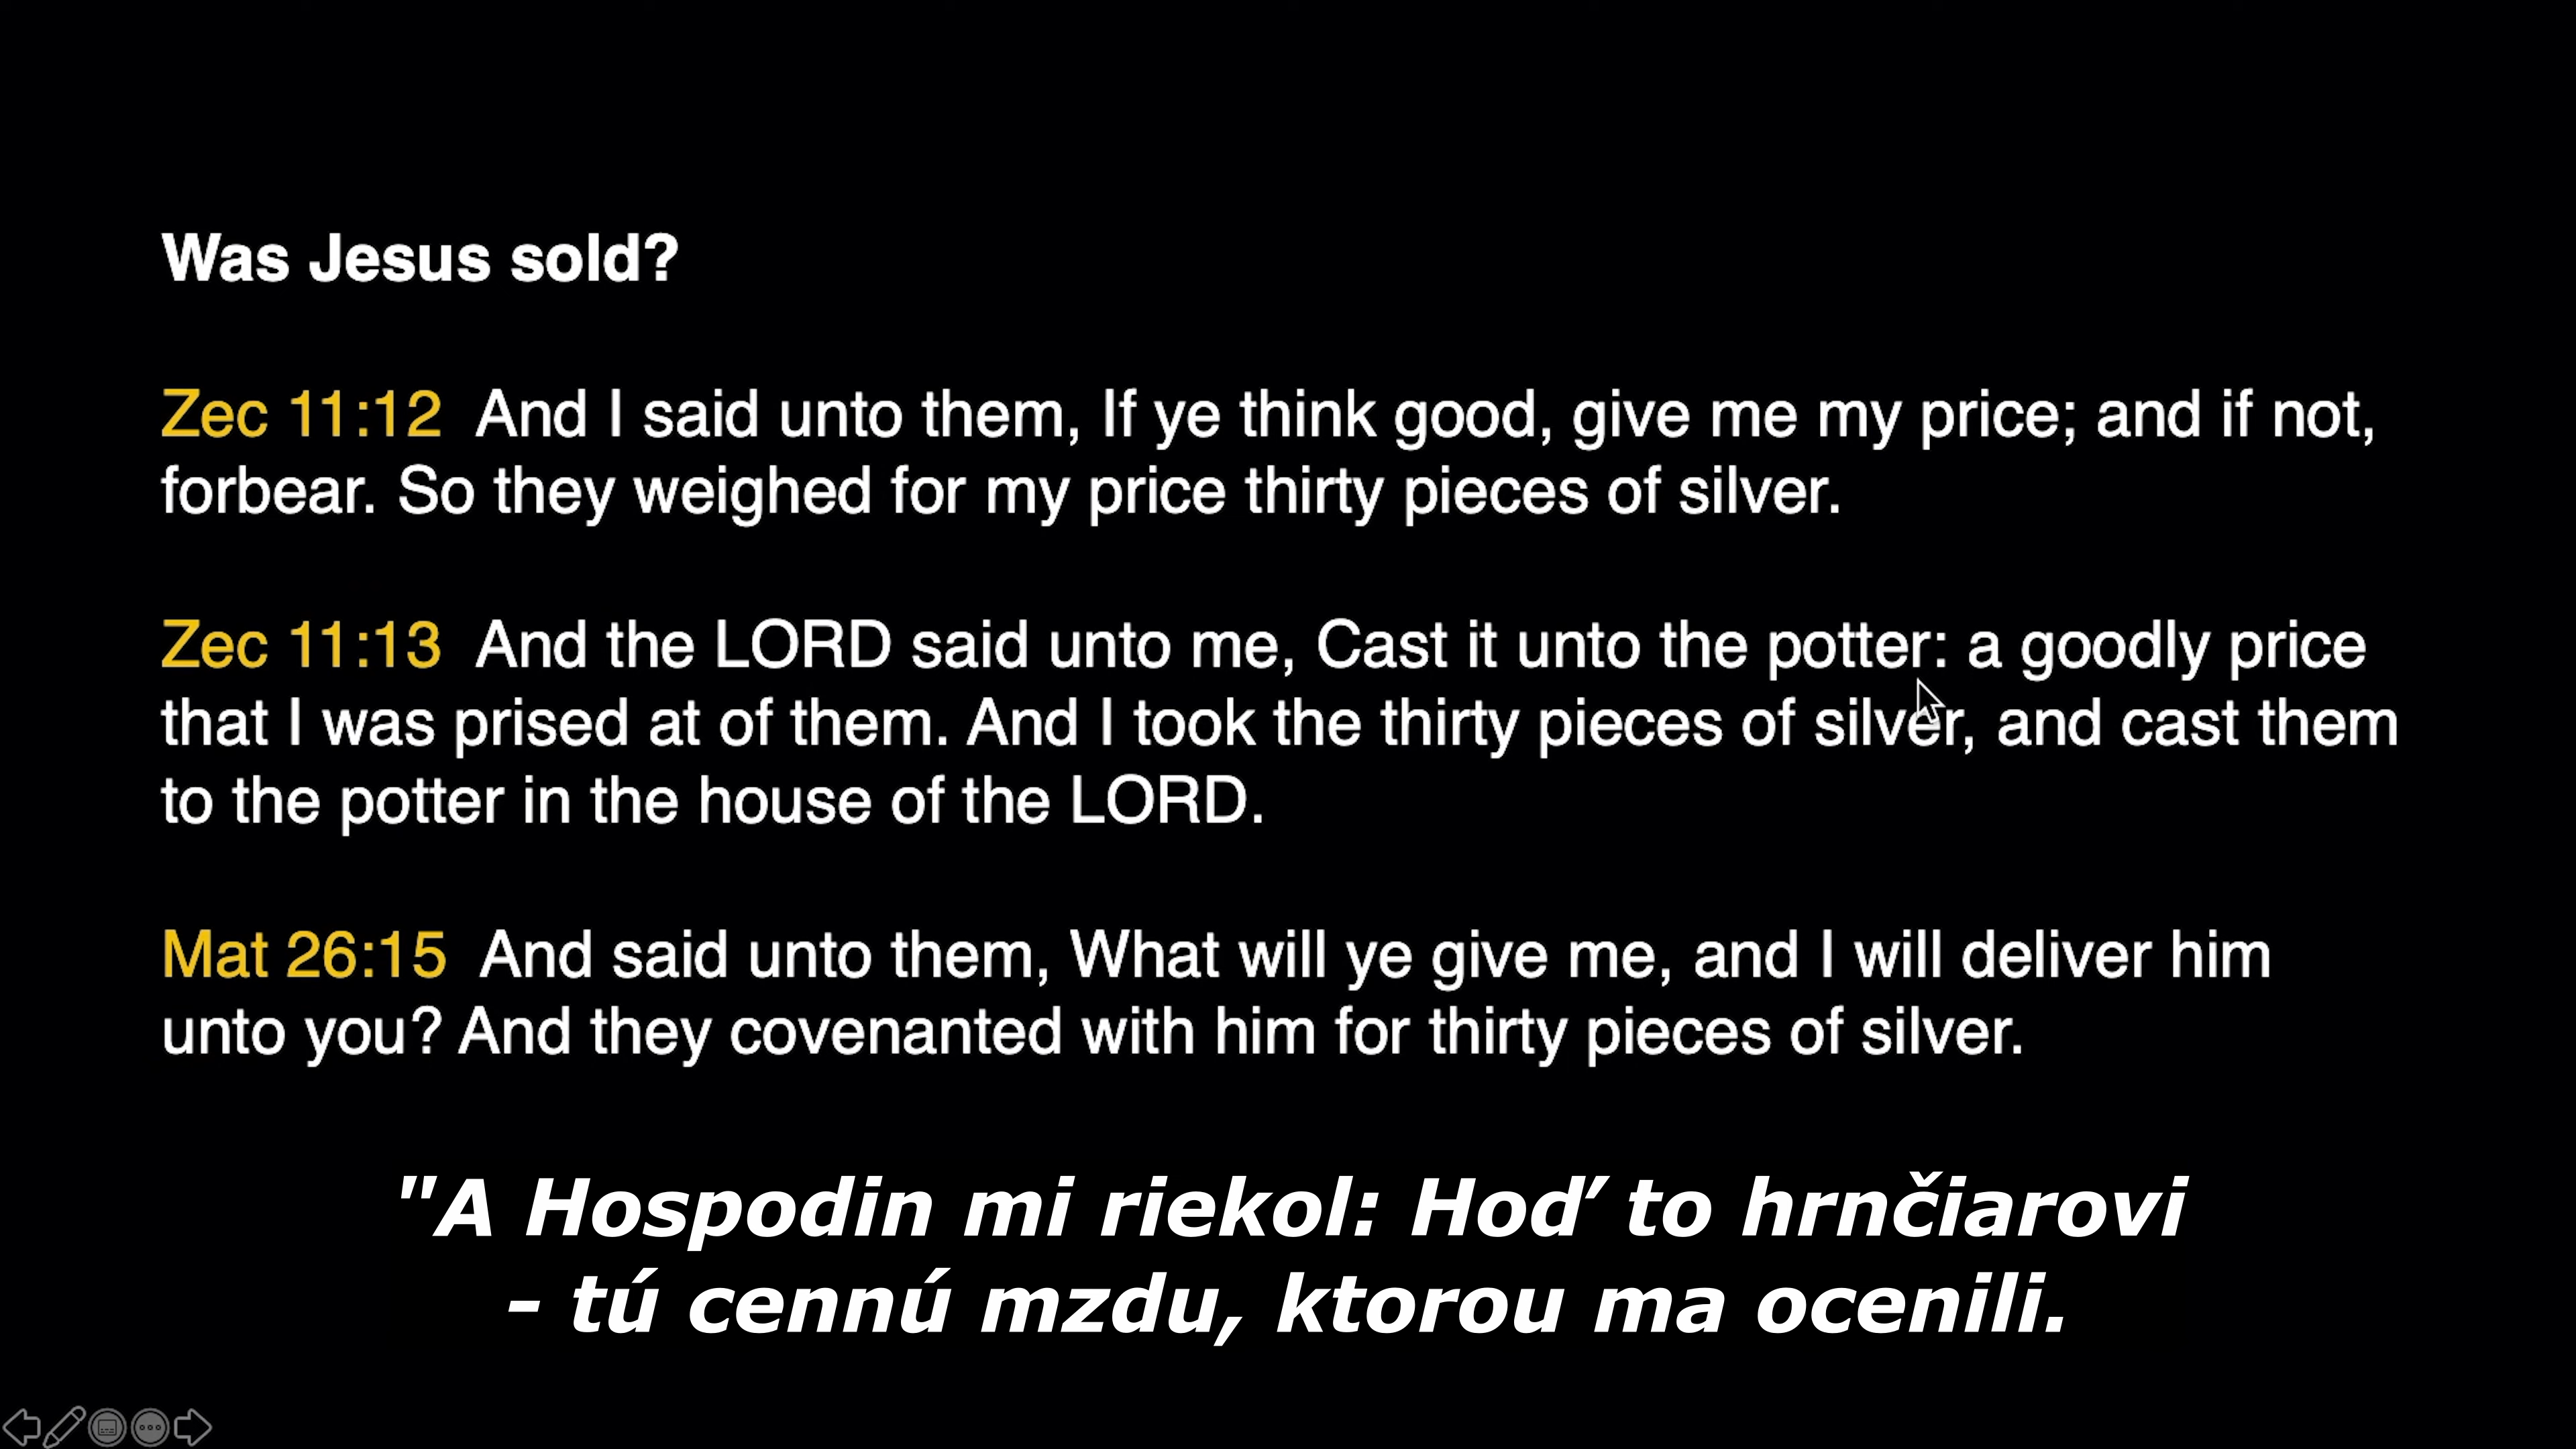 Was Jesus sold?
Zec 11:12 And I said unto them, If ye think good, give me my price; and if not,
forbear. So they weighed for my price thirty pieces of silver.
Zec 11:13 And the LORD said unto me, Cast it unto the potter: a goodly price
that I was prised at of them. And I took the thirty pieces of silver, and cast them
to the potter in the house of the LORD.
Mat 26:15 And said unto them, What will ye give me, and I will deliver him
unto you? And they covenanted with him for thirty pieces of silver.
"A Hospodin mi riekol: Hoď to hrnčiarovi
- tú cennú mzdu, ktorou ma ocenili.